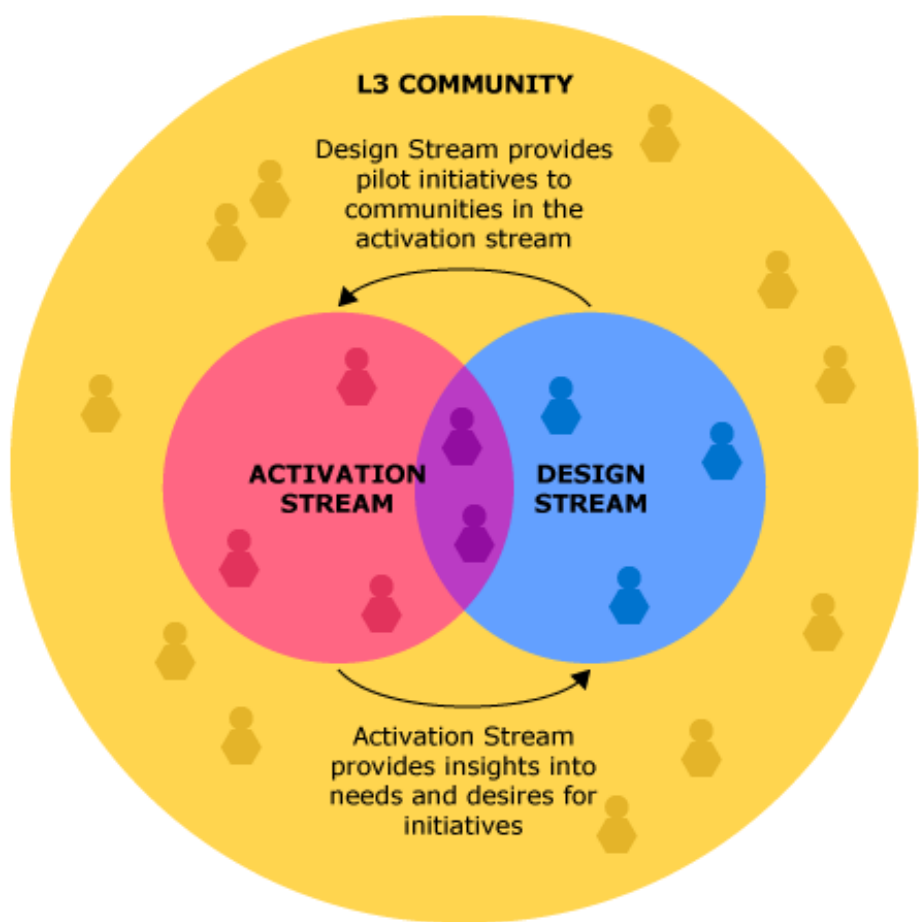 L3 COMMUNITY
Design Stream provides
pilot initiatives to
communities in the
activation stream
ACTIVATION
STREAM
DESIGN
STREAM
Activation Stream
provides insights into
needs and desires for
initiatives